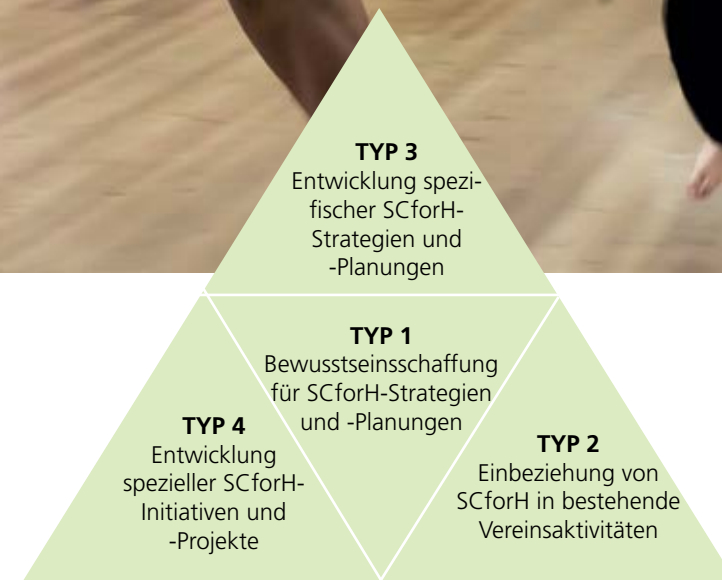 TYP 3
Entwicklung spezi-
fischer SCforH-
Strategien und
-Planungen
TYP 1
Bewusstseinsschaffung
für SCforH-Strategien
und -Planungen
TYP 4
Entwicklung
spezieller SCforH-
Initiativen und
-Projekte
TYP 2
Einbeziehung von
SCforH in bestehende
Vereinsaktivitäten